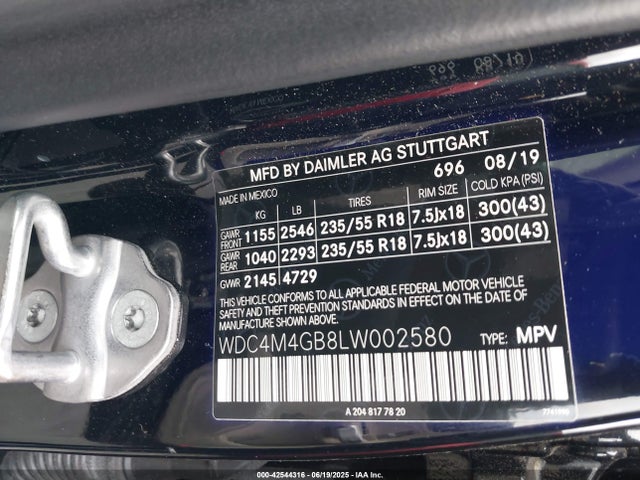 MFD BY DAIMLER AG STUTTGART
MADE IN MEXICO 696 08/19
KG LB TIRES RIM SIZE COLD KPA (PSI)
GAWR FRONT 1155 2546 235/55 R18 7.5Jx18 300(43)
GAWR REAR 1040 2293 235/55 R18 7.5Jx18 300(43)
GWR 2145 4729
THIS VEHICLE CONFORMS TO ALL APPLICABLE FEDERAL MOTOR VEHICLE
SAFETY AND THEFT PREVENTION STANDARDS IN EFFECT ON THE DATE OF
MANUFACTURE SHOWN ABOVE.
WDC4M4GB8LW002580 TYPE: MPV
A 204 817 78 20
000-42544316 - 06/19/2025 - IAA Inc.